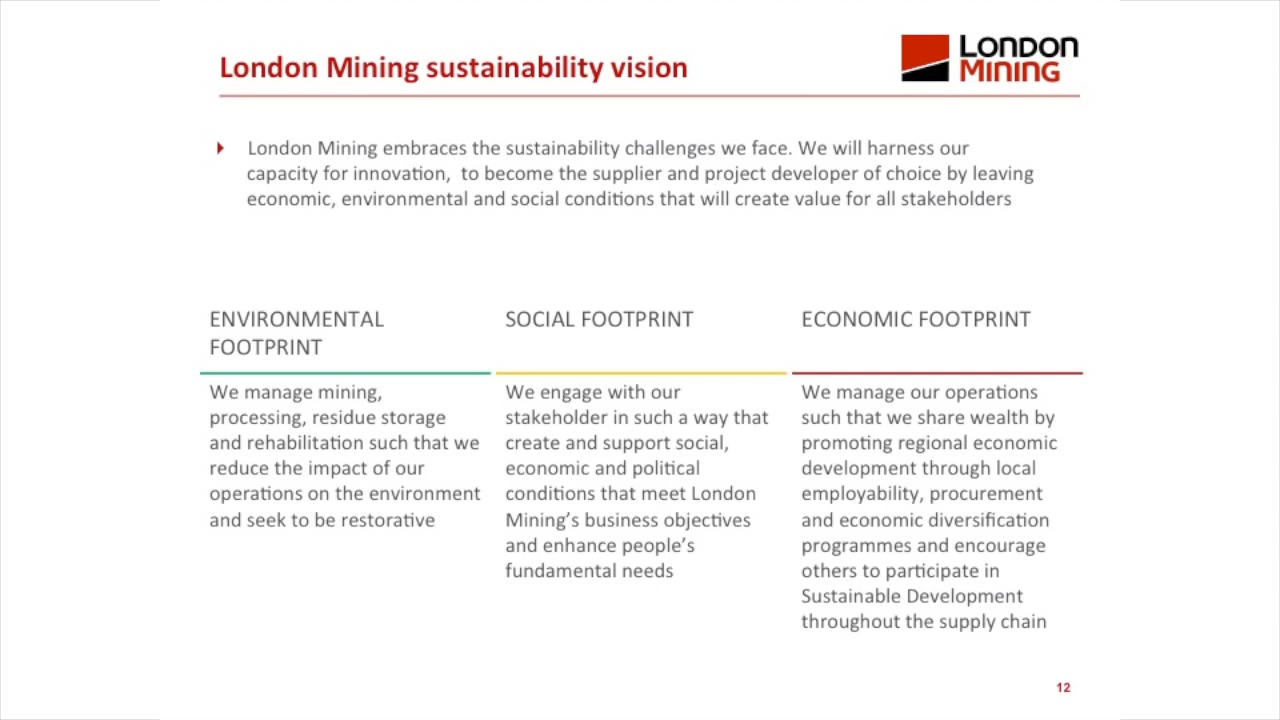 London Mining sustainability vision
LONDON
MINING
London Mining embraces the sustainability challenges we face. We will harness our
capacity for innovation,  to become the supplier and project developer of choice by leaving
economic, environmental and social conditions that will create value for all stakeholders
ENVIRONMENTAL
FOOTPRINT
We manage mining,
processing, residue storage
and rehabilitation such that we
reduce the impact of our
operations on the environment
and seek to be restorative
SOCIAL FOOTPRINT
We engage with our
stakeholder in such a way that
create and support social,
economic and political
conditions that meet London
Mining’s business objectives
and enhance people’s
fundamental needs
ECONOMIC FOOTPRINT
We manage our operations
such that we share wealth by
promoting regional economic
development through local
employability, procurement
and economic diversification
programmes and encourage
others to participate in
Sustainable Development
throughout the supply chain
12